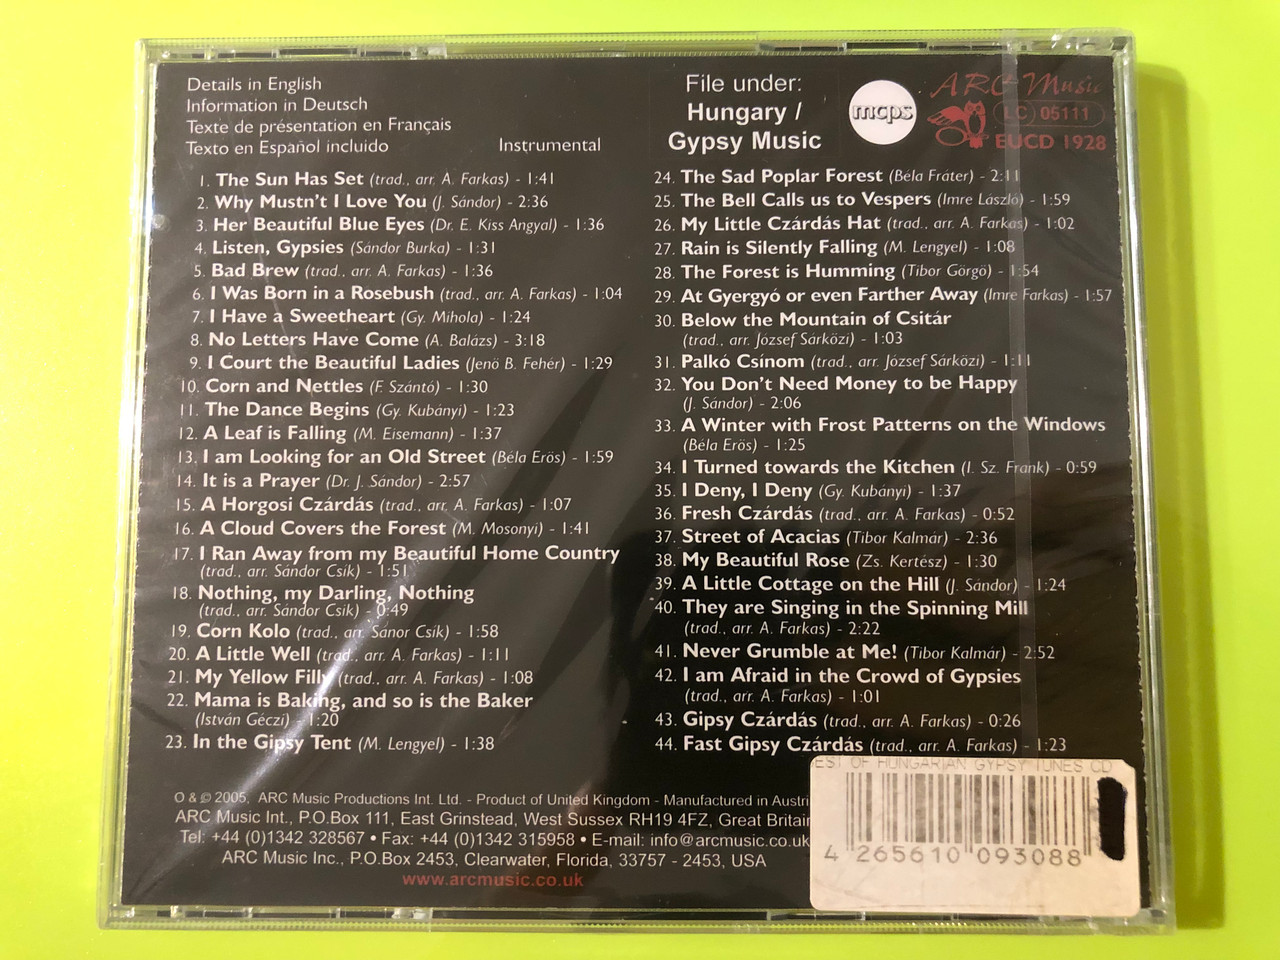 Details in English
Information in Deutsch
Texte de présentation en Français
Texto en Español incluido
Instrumental
File under:
Hungary /
Gypsy Music
mcps
ARC Music
LC 05111
EUCD 1928
1. The Sun Has Set (trad., arr. A. Farkas) - 1:41
2. Why Mustn't I Love You (J. Sándor) - 2:36
3. Her Beautiful Blue Eyes (Dr. E. Kiss Angyal) - 1:36
4. Listen, Gypsies (Sándor Burka) - 1:31
5. Bad Brew (trad., arr. A. Farkas) - 1:36
6. I Was Born in a Rosebush (trad., arr. A. Farkas) - 1:04
7. I Have a Sweetheart (Gy. Mihola) - 1:24
8. No Letters Have Come (A. Balázs) - 3:18
9. I Court the Beautiful Ladies (Jenö B. Fehér) - 1:29
10. Corn and Nettles (F. Szántó) - 1:30
11. The Dance Begins (Gy. Kubányi) - 1:23
12. A Leaf is Falling (M. Eisemann) - 1:37
13. I am Looking for an Old Street (Béla Erös) - 1:59
14. It is a Prayer (Dr. J. Sándor) - 2:57
15. A Horgosi Czárdás (trad., arr. A. Farkas) - 1:07
16. A Cloud Covers the Forest (M. Mosonyi) - 1:41
17. I Ran Away from my Beautiful Home Country
(trad., arr. Sándor Csík) - 1:51
18. Nothing, my Darling, Nothing
(trad., arr. Sándor Csik) - 0:49
19. Corn Kolo (trad., arr. Sánor Csík) - 1:58
20. A Little Well (trad., arr. A. Farkas) - 1:11
21. My Yellow Filly (trad., arr. A. Farkas) - 1:08
22. Mama is Baking, and so is the Baker
(István Géczi) - 1:20
23. In the Gipsy Tent (M. Lengyel) - 1:38
24. The Sad Poplar Forest (Béla Fráter) - 2:11
25. The Bell Calls us to Vespers (Imre László) - 1:59
26. My Little Czárdás Hat (trad., arr. A. Farkas) - 1:02
27. Rain is Silently Falling (M. Lengyel) - 1:08
28. The Forest is Humming (Tibor Görgö) - 1:54
29. At Gyergyó or even Farther Away (Imre Farkas) - 1:57
30. Below the Mountain of Csitár
(trad., arr. József Sárközi) - 1:03
31. Palkó Csínom (trad., arr. József Sárközi) - 1:11
32. You Don't Need Money to be Happy
(J. Sándor) - 2:06
33. A Winter with Frost Patterns on the Windows
(Béla Erös) - 1:25
34. I Turned towards the Kitchen (I. Sz. Frank) - 0:59
35. I Deny, I Deny (Gy. Kubányi) - 1:37
36. Fresh Czárdás (trad., arr. A. Farkas) - 0:52
37. Street of Acacias (Tibor Kalmár) - 2:36
38. My Beautiful Rose (Zs. Kertész) - 1:30
39. A Little Cottage on the Hill (J. Sándor) - 1:24
40. They are Singing in the Spinning Mill
(trad., arr. A. Farkas) - 2:22
41. Never Grumble at Me! (Tibor Kalmár) - 2:52
42. I am Afraid in the Crowd of Gypsies
(trad., arr. A. Farkas) - 1:01
43. Gipsy Czárdás (trad., arr. A. Farkas) - 0:26
44. Fast Gipsy Czárdás (trad., arr. A. Farkas) - 1:23
℗ & © 2005, ARC Music Productions Int. Ltd. - Product of United Kingdom - Manufactured in Austri
ARC Music Int., P.O.Box 111, East Grinstead, West Sussex RH19 4FZ, Great Britain
Tel: +44 (0)1342 328567 • Fax: +44 (0)1342 315958 • E-mail: info@arcmusic.co.uk
ARC Music Inc., P.O.Box 2453, Clearwater, Florida, 33757 - 2453, USA
www.arcmusic.co.uk
EST OF HUNGARIAN GYPSY TUNES CD
4 265610 093088